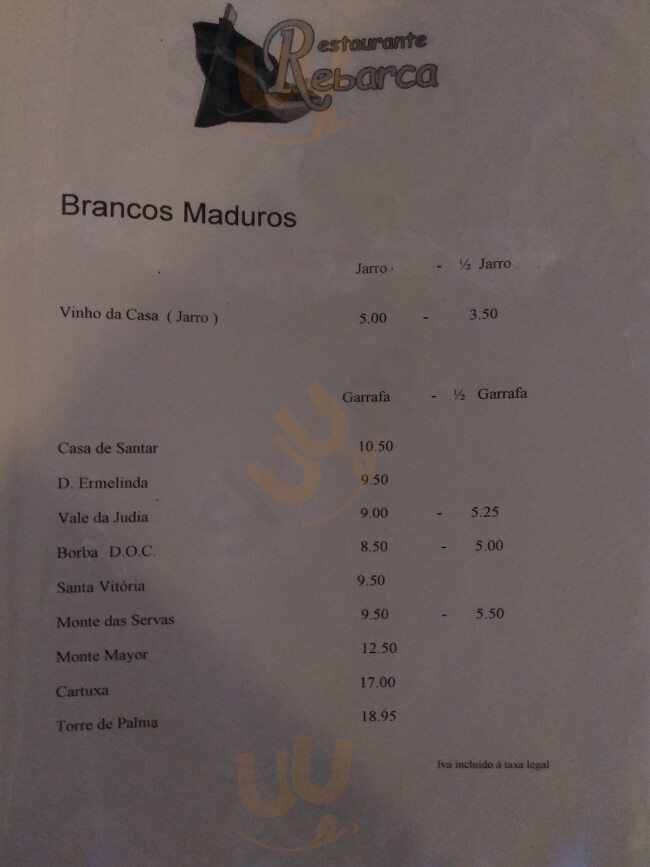 Restaurante
Rebarca
Brancos Maduros
Jarro - ½ Jarro
Vinho da Casa ( Jarro ) 5.00 - 3.50
Garrafa - ½ Garrafa
Casa de Santar 10.50
D. Ermelinda 9.50
Vale da Judia 9.00 - 5.25
Borba D.O.C. 8.50 - 5.00
Santa Vitória 9.50
Monte das Servas 9.50 - 5.50
Monte Mayor 12.50
Cartuxa 17.00
Torre de Palma 18.95
Iva incluido á taxa legal